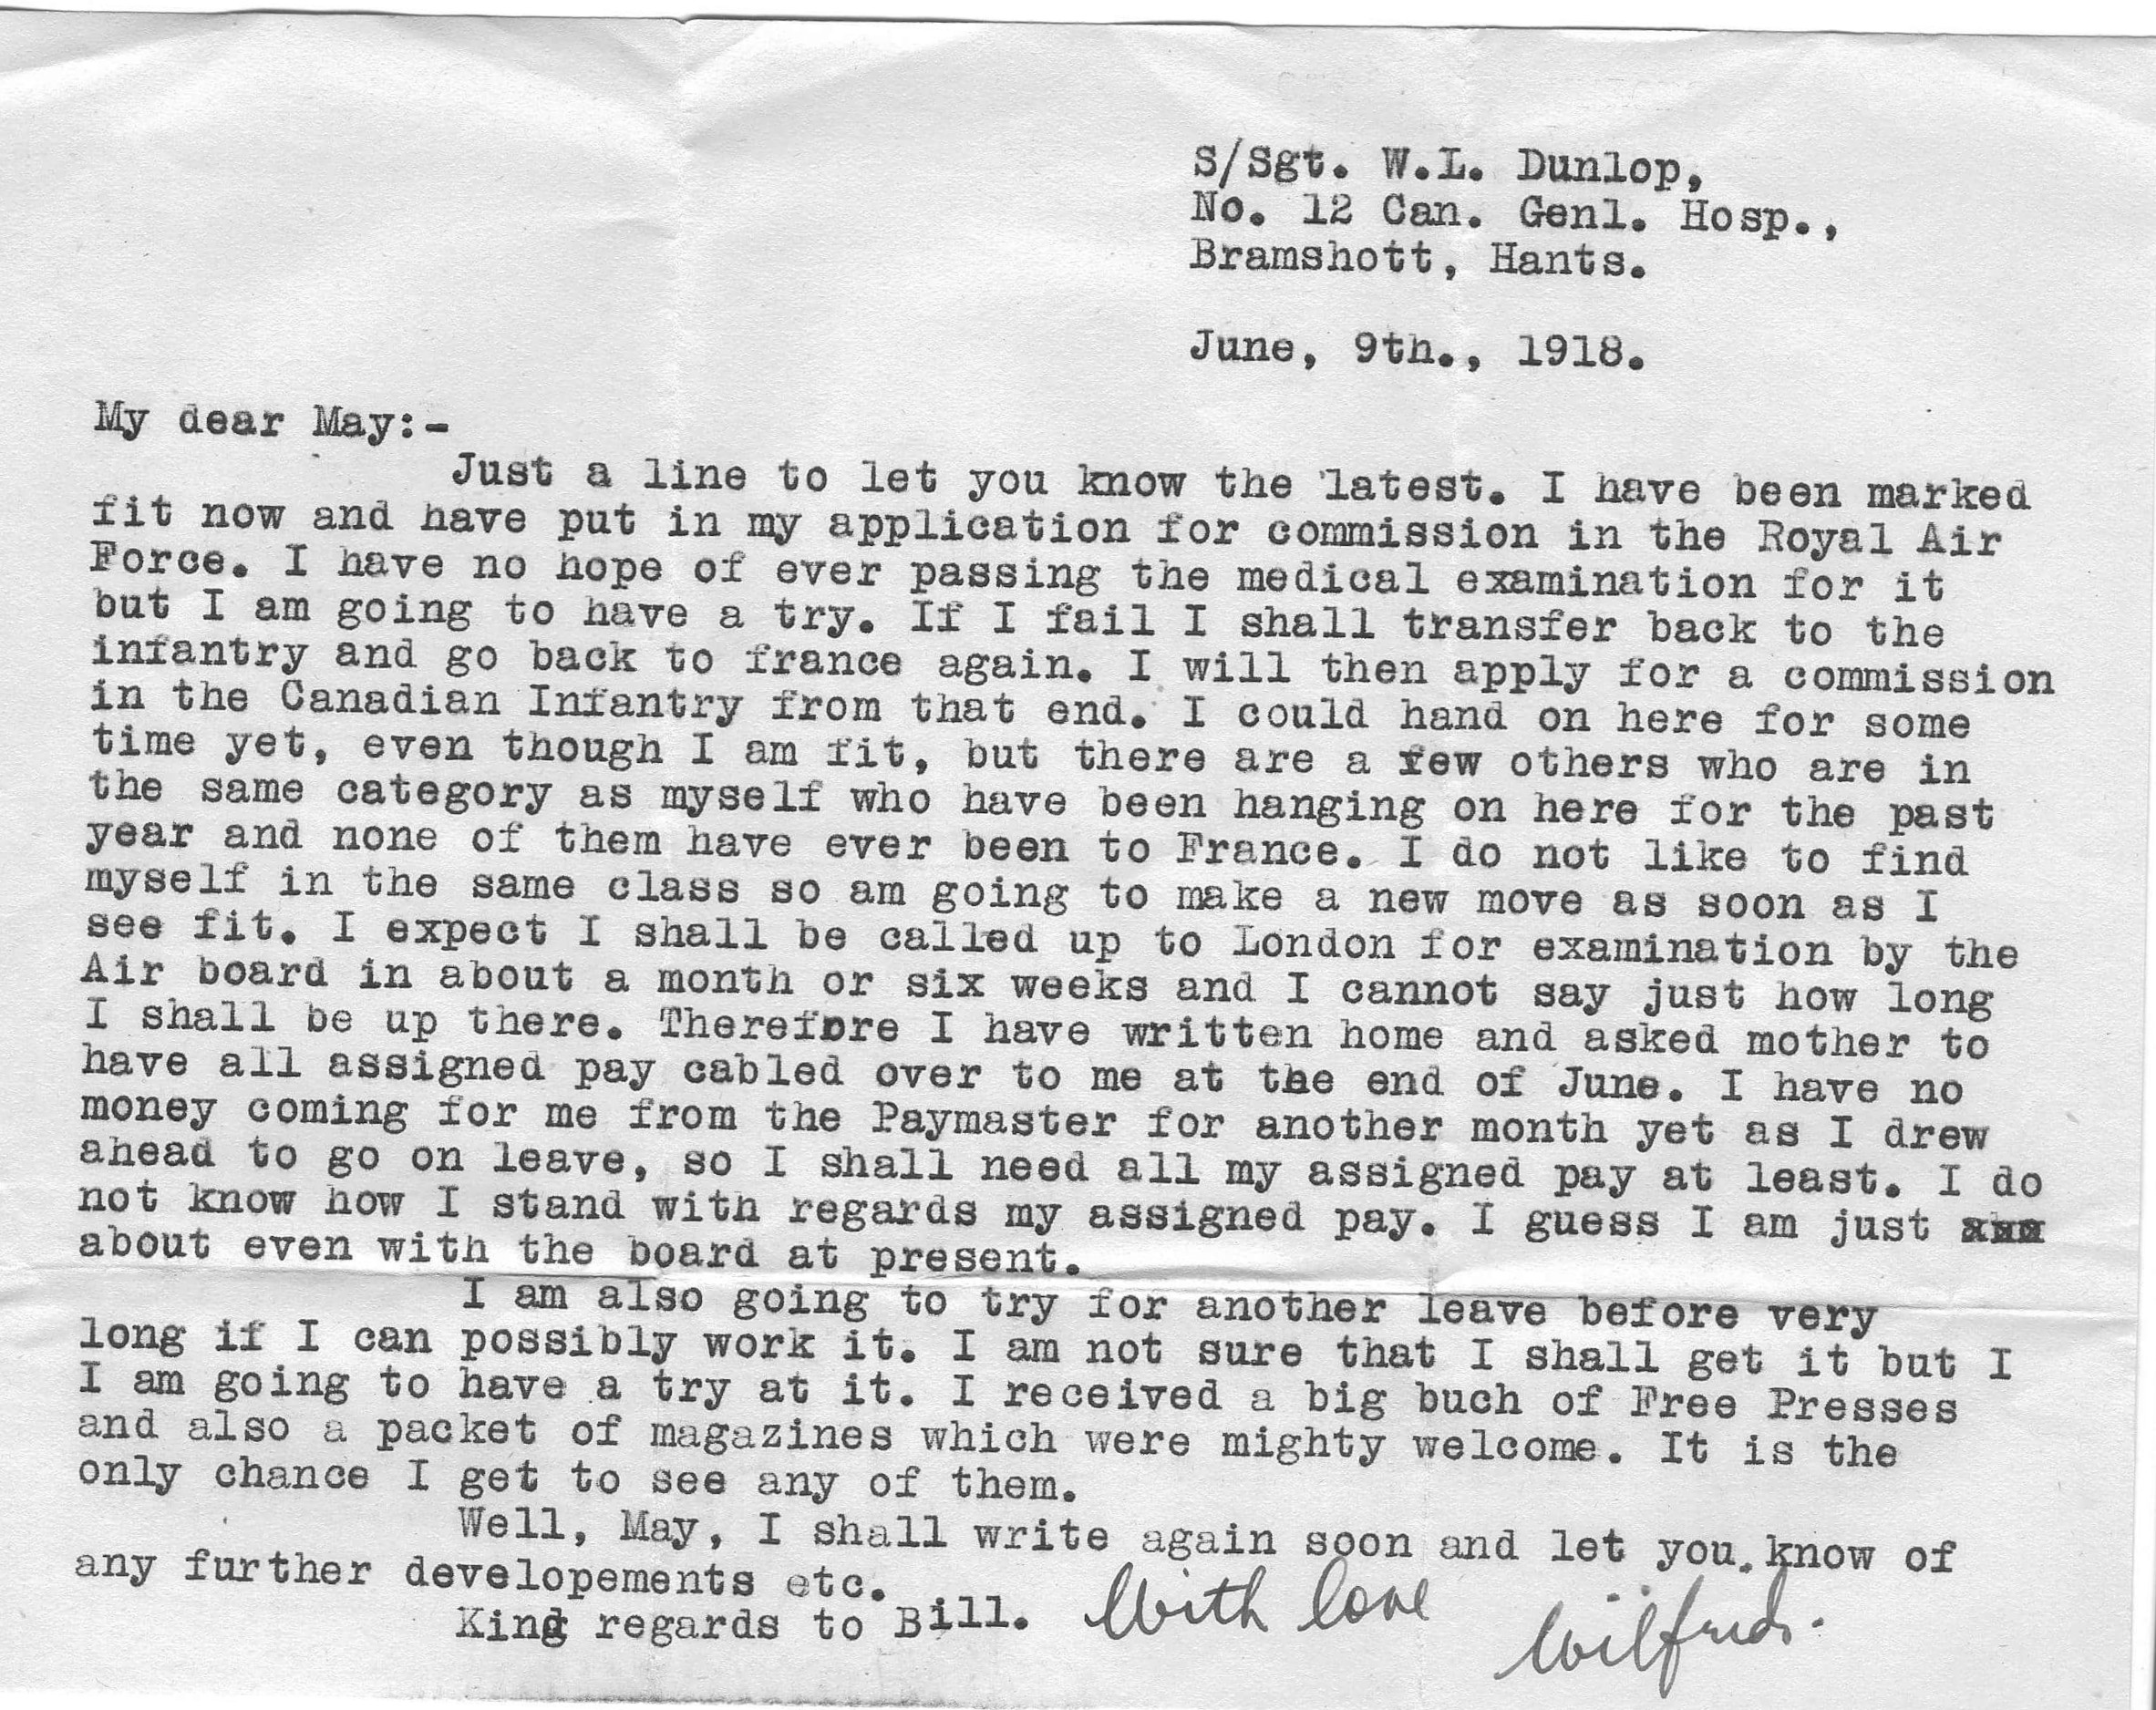 S/Sgt. W.L. Dunlop,
No. 12 Can. Genl. Hosp.,
Bramshott, Hants.
June, 9th., 1918.
My dear May:-
Just a line to let you know the latest. I have been marked
fit now and have put in my application for commission in the Royal Air
Force. I have no hope of ever passing the medical examination for it
but I am going to have a try. If I fail I shall transfer back to the
infantry and go back to france again. I will then apply for a commission
in the Canadian Infantry from that end. I could hand on here for some
time yet, even though I am fit, but there are a few others who are in
the same category as myself who have been hanging on here for the past
year and none of them have ever been to France. I do not like to find
myself in the same class so am going to make a new move as soon as I
see fit. I expect I shall be called up to London for examination by the
Air board in about a month or six weeks and I cannot say just how long
I shall be up there. Therefore I have written home and asked mother to
have all assigned pay cabled over to me at the end of June. I have no
money coming for me from the Paymaster for another month yet as I drew
ahead to go on leave, so I shall need all my assigned pay at least. I do
not know how I stand with regards my assigned pay. I guess I am just
about even with the board at present.
I am also going to try for another leave before very
long if I can possibly work it. I am not sure that I shall get it but I
I am going to have a try at it. I received a big buch of Free Presses
and also a packet of magazines which were mighty welcome. It is the
only chance I get to see any of them.
Well, May, I shall write again soon and let you know of
any further developements etc.
Kind regards to Bill. With love
Wilfred.